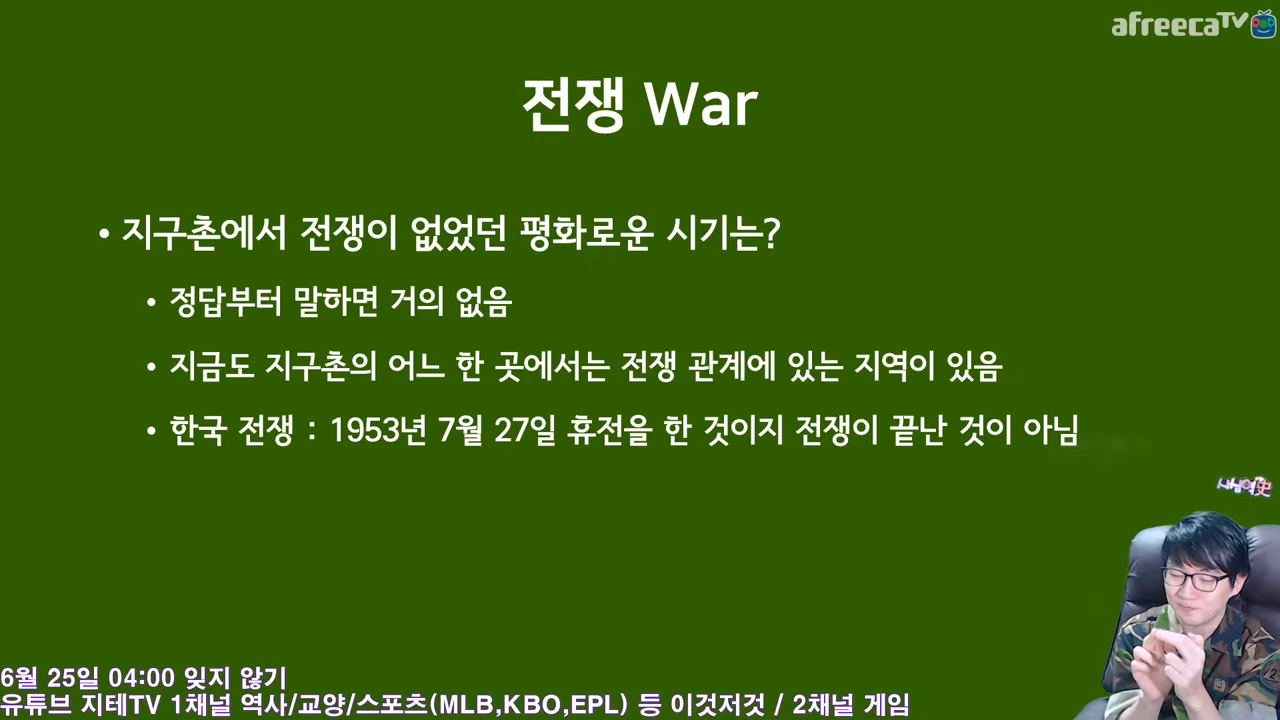 afreecaTV
전쟁 War
• 지구촌에서 전쟁이 없었던 평화로운 시기는?
• 정답부터 말하면 거의 없음
• 지금도 지구촌의 어느 한 곳에서는 전쟁 관계에 있는 지역이 있음
• 한국 전쟁 : 1953년 7월 27일 휴전을 한 것이지 전쟁이 끝난 것이 아님
6월 25일 04:00 잊지 않기
유튜브 지테TV 1채널 역사/교양/스포츠(MLB,KBO,EPL) 등 이것저것 / 2채널 게임